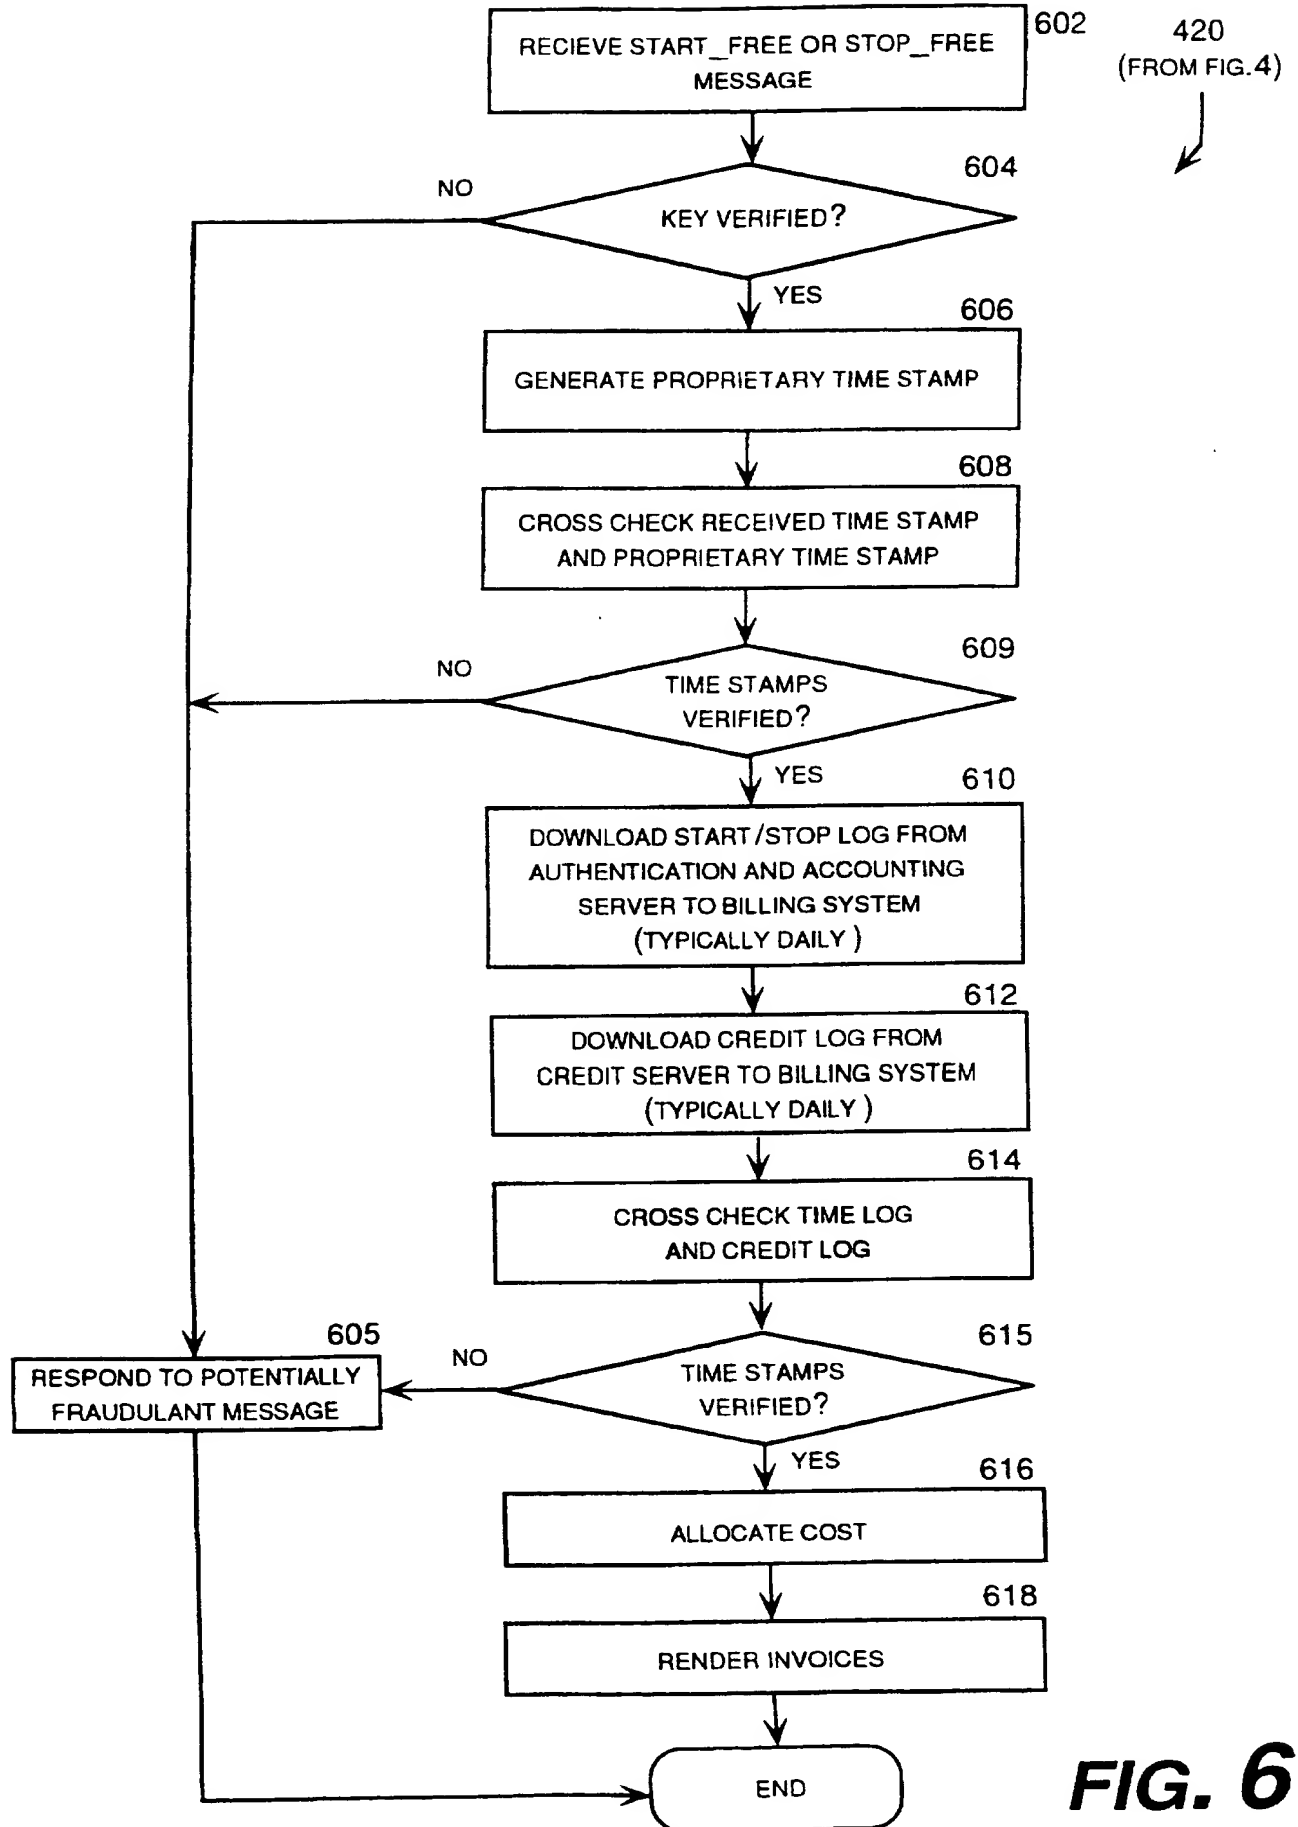 602
RECIEVE START_FREE OR STOP_FREE
MESSAGE
420
(FROM FIG.4)
604
NO
KEY VERIFIED?
YES
606
GENERATE PROPRIETARY TIME STAMP
608
CROSS CHECK RECEIVED TIME STAMP
AND PROPRIETARY TIME STAMP
609
NO
TIME STAMPS
VERIFIED?
YES
610
DOWNLOAD START/STOP LOG FROM
AUTHENTICATION AND ACCOUNTING
SERVER TO BILLING SYSTEM
(TYPICALLY DAILY )
612
DOWNLOAD CREDIT LOG FROM
CREDIT SERVER TO BILLING SYSTEM
(TYPICALLY DAILY )
614
CROSS CHECK TIME LOG
AND CREDIT LOG
605
RESPOND TO POTENTIALLY
FRAUDULANT MESSAGE
NO
615
TIME STAMPS
VERIFIED?
YES
616
ALLOCATE COST
618
RENDER INVOICES
END
FIG. 6